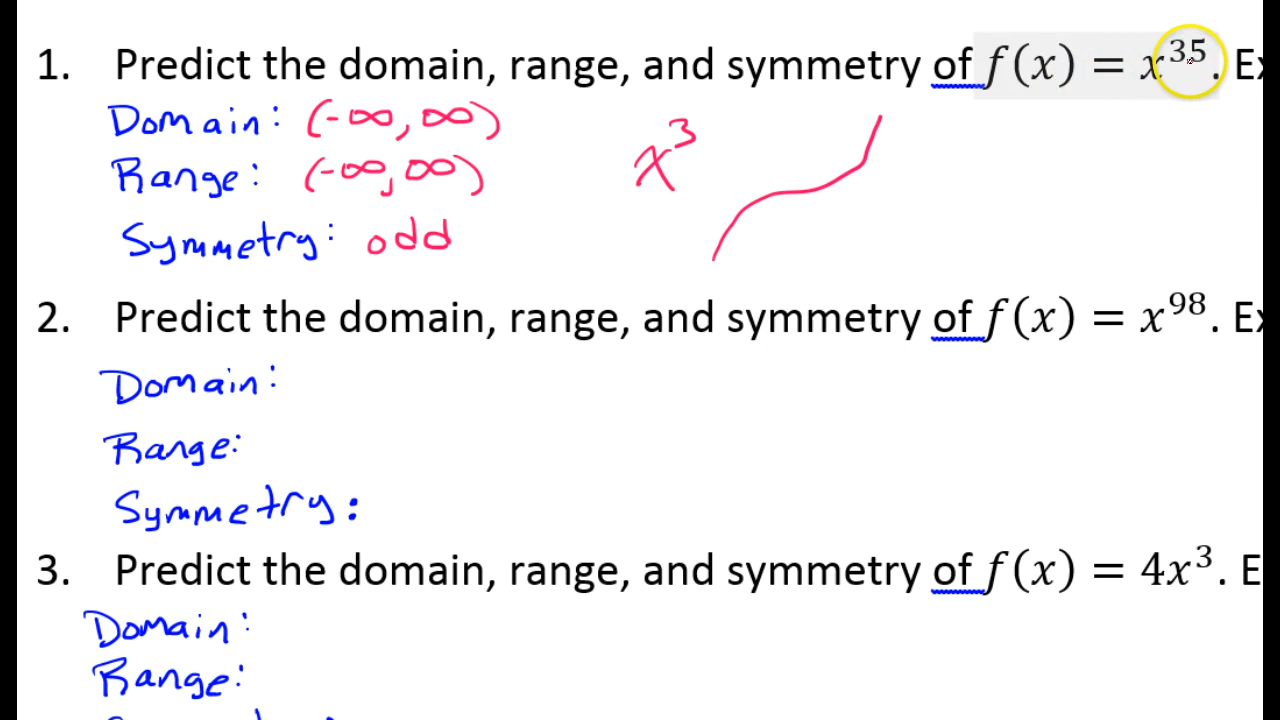 1. Predict the domain, range, and symmetry of f(x) = x³⁵. Ex
Domain: (-∞, ∞)
Range: (-∞, ∞)
Symmetry: odd
x³
2. Predict the domain, range, and symmetry of f(x) = x⁹⁸. Ex
Domain:
Range:
Symmetry:
3. Predict the domain, range, and symmetry of f(x) = 4x³. E
Domain:
Range: